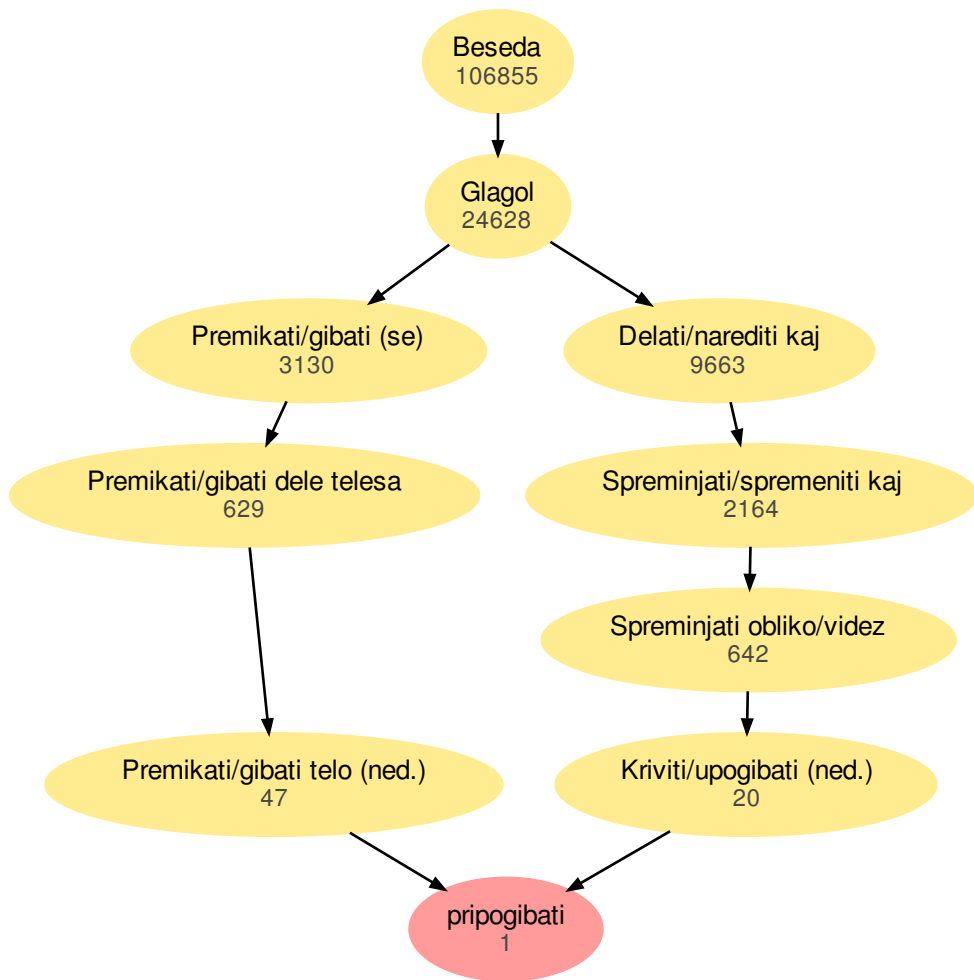 Beseda
106855
Glagol
24628
Premikati/gibati (se)
3130
Delati/narediti kaj
9663
Premikati/gibati dele telesa
629
Spreminjati/spremeniti kaj
2164
Spreminjati obliko/videz
642
Premikati/gibati telo (ned.)
47
Kriviti/upogibati (ned.)
20
pripogibati
1